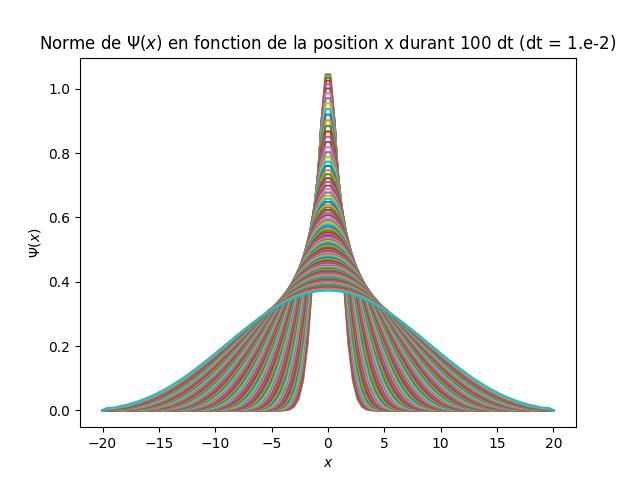 Norme de Ψ(x) en fonction de la position x durant 100 dt (dt = 1.e-2)
1.0
0.8
0.6
Ψ(x)
0.4
0.2
0.0
−20 −15 −10 −5 0 5 10 15 20
x